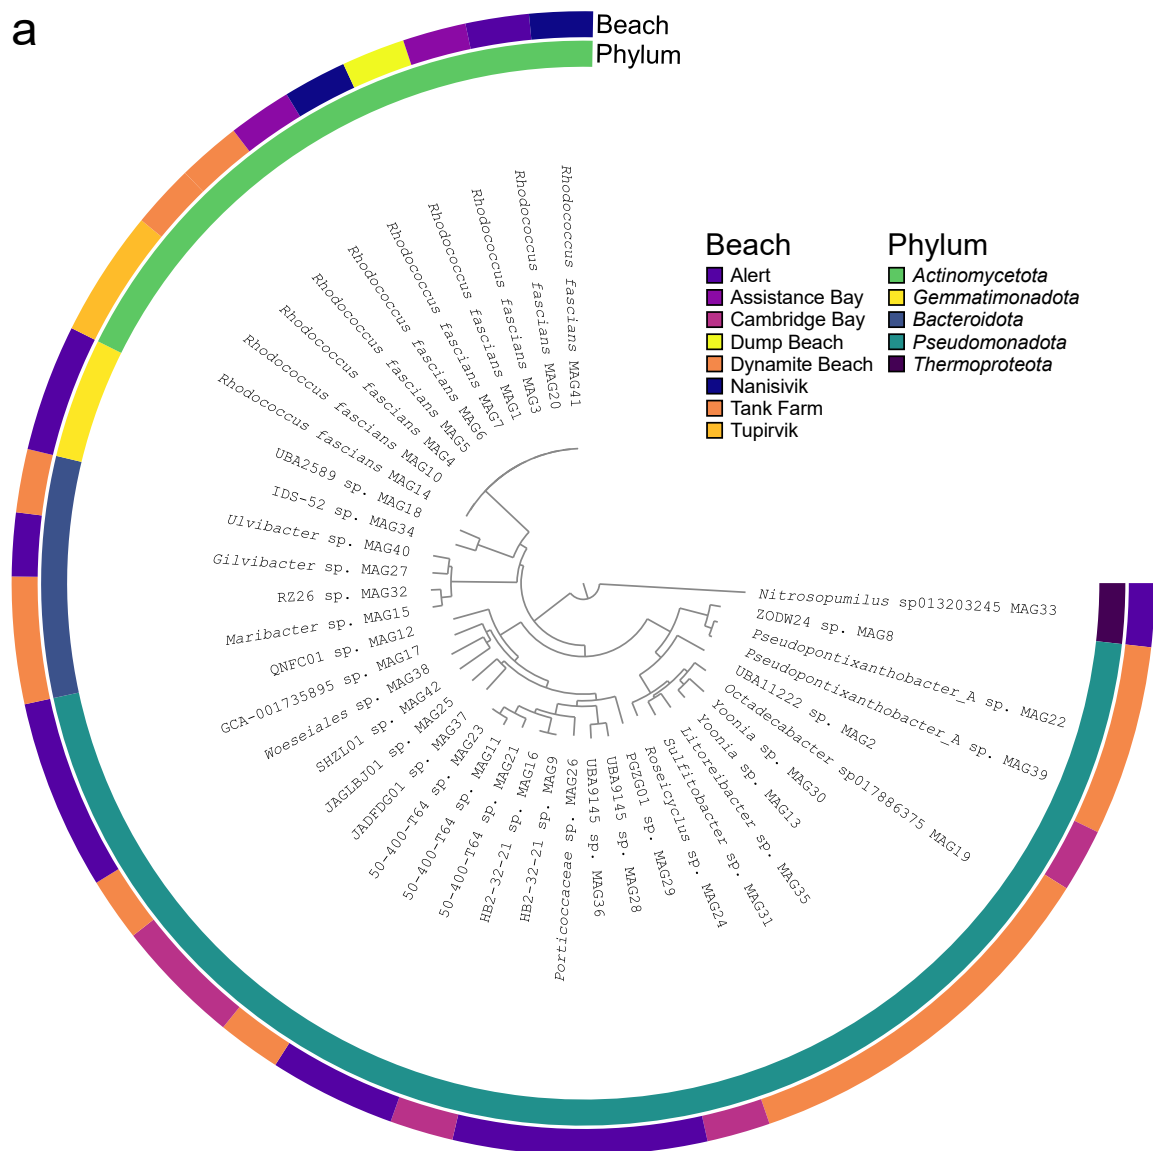 a
Beach
Phylum
Rhodococcus fascians MAG41
Rhodococcus fascians MAG20
Rhodococcus fascians MAG3
Rhodococcus fascians MAG1
Rhodococcus fascians MAG7
Rhodococcus fascians MAG6
Rhodococcus fascians MAG5
Rhodococcus fascians MAG4
Rhodococcus fascians MAG10
Rhodococcus fascians MAG14
UBA2589 sp. MAG18
IDS-52 sp. MAG34
Ulvibacter sp. MAG40
Gilvibacter sp. MAG27
RZ26 sp. MAG32
Maribacter sp. MAG15
QNFC01 sp. MAG12
GCA-001735895 sp. MAG17
Woeseiales sp. MAG38
SHZL01 sp. MAG42
JAGLBJ01 sp. MAG25
JADFDG01 sp. MAG37
50-400-T64 sp. MAG23
50-400-T64 sp. MAG11
50-400-T64 sp. MAG21
HB2-32-21 sp. MAG16
HB2-32-21 sp. MAG9
Porticoccaceae sp. MAG26
UBA9145 sp. MAG36
UBA9145 sp. MAG28
PGZG01 sp. MAG29
Roseicyclus sp. MAG24
Sulfitobacter sp. MAG31
Litoreibacter sp. MAG35
Yoonia sp. MAG13
Yoonia sp. MAG30
Octadecabacter sp017886375 MAG19
UBA11222 sp. MAG2
Pseudopontixanthobacter_A sp. MAG39
Pseudopontixanthobacter_A sp. MAG22
ZODW24 sp. MAG8
Nitrosopumilus sp013203245 MAG33
Beach
Alert
Assistance Bay
Cambridge Bay
Dump Beach
Dynamite Beach
Nanisivik
Tank Farm
Tupirvik
Phylum
Actinomycetota
Gemmatimonadota
Bacteroidota
Pseudomonadota
Thermoproteota